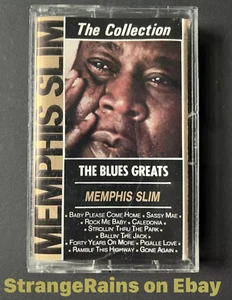 MEMPHIS SLIM
The Collection
THE BLUES GREATS
MEMPHIS SLIM
• BABY PLEASE COME HOME • SASSY MAE
• ROCK ME BABY • CALEDONIA
• STROLLIN' THRU THE PARK
• BALLIN' THE JACK
• FORTY YEARS OR MORE • PIGALLE LOVE
• RAMBLE THIS HIGHWAY • GONE AGAIN
StrangeRains on Ebay